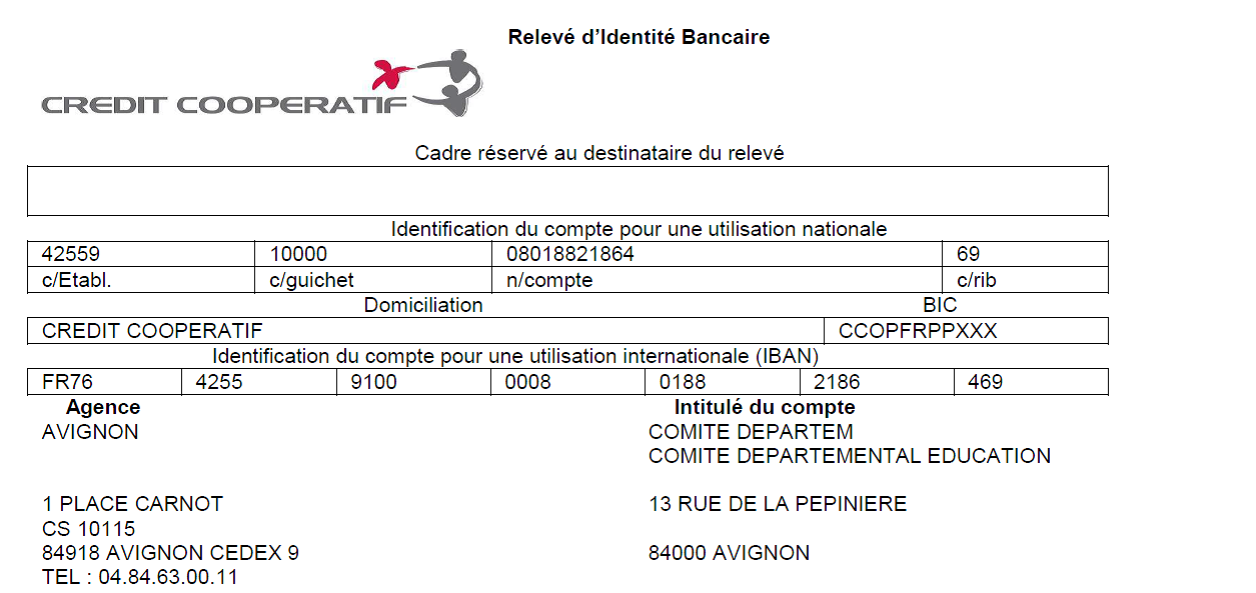 Relevé d'Identité Bancaire
CREDIT COOPERATIF
Cadre réservé au destinataire du relevé
Identification du compte pour une utilisation nationale
42559 10000 08018821864 69
c/Etabl. c/guichet n/compte c/rib
Domiciliation BIC
CREDIT COOPERATIF CCOPFRPPXXX
Identification du compte pour une utilisation internationale (IBAN)
FR76 4255 9100 0008 0188 2186 469
Agence Intitulé du compte
AVIGNON COMITE DEPARTEM
COMITE DEPARTEMENTAL EDUCATION
1 PLACE CARNOT 13 RUE DE LA PEPINIERE
CS 10115
84918 AVIGNON CEDEX 9 84000 AVIGNON
TEL : 04.84.63.00.11